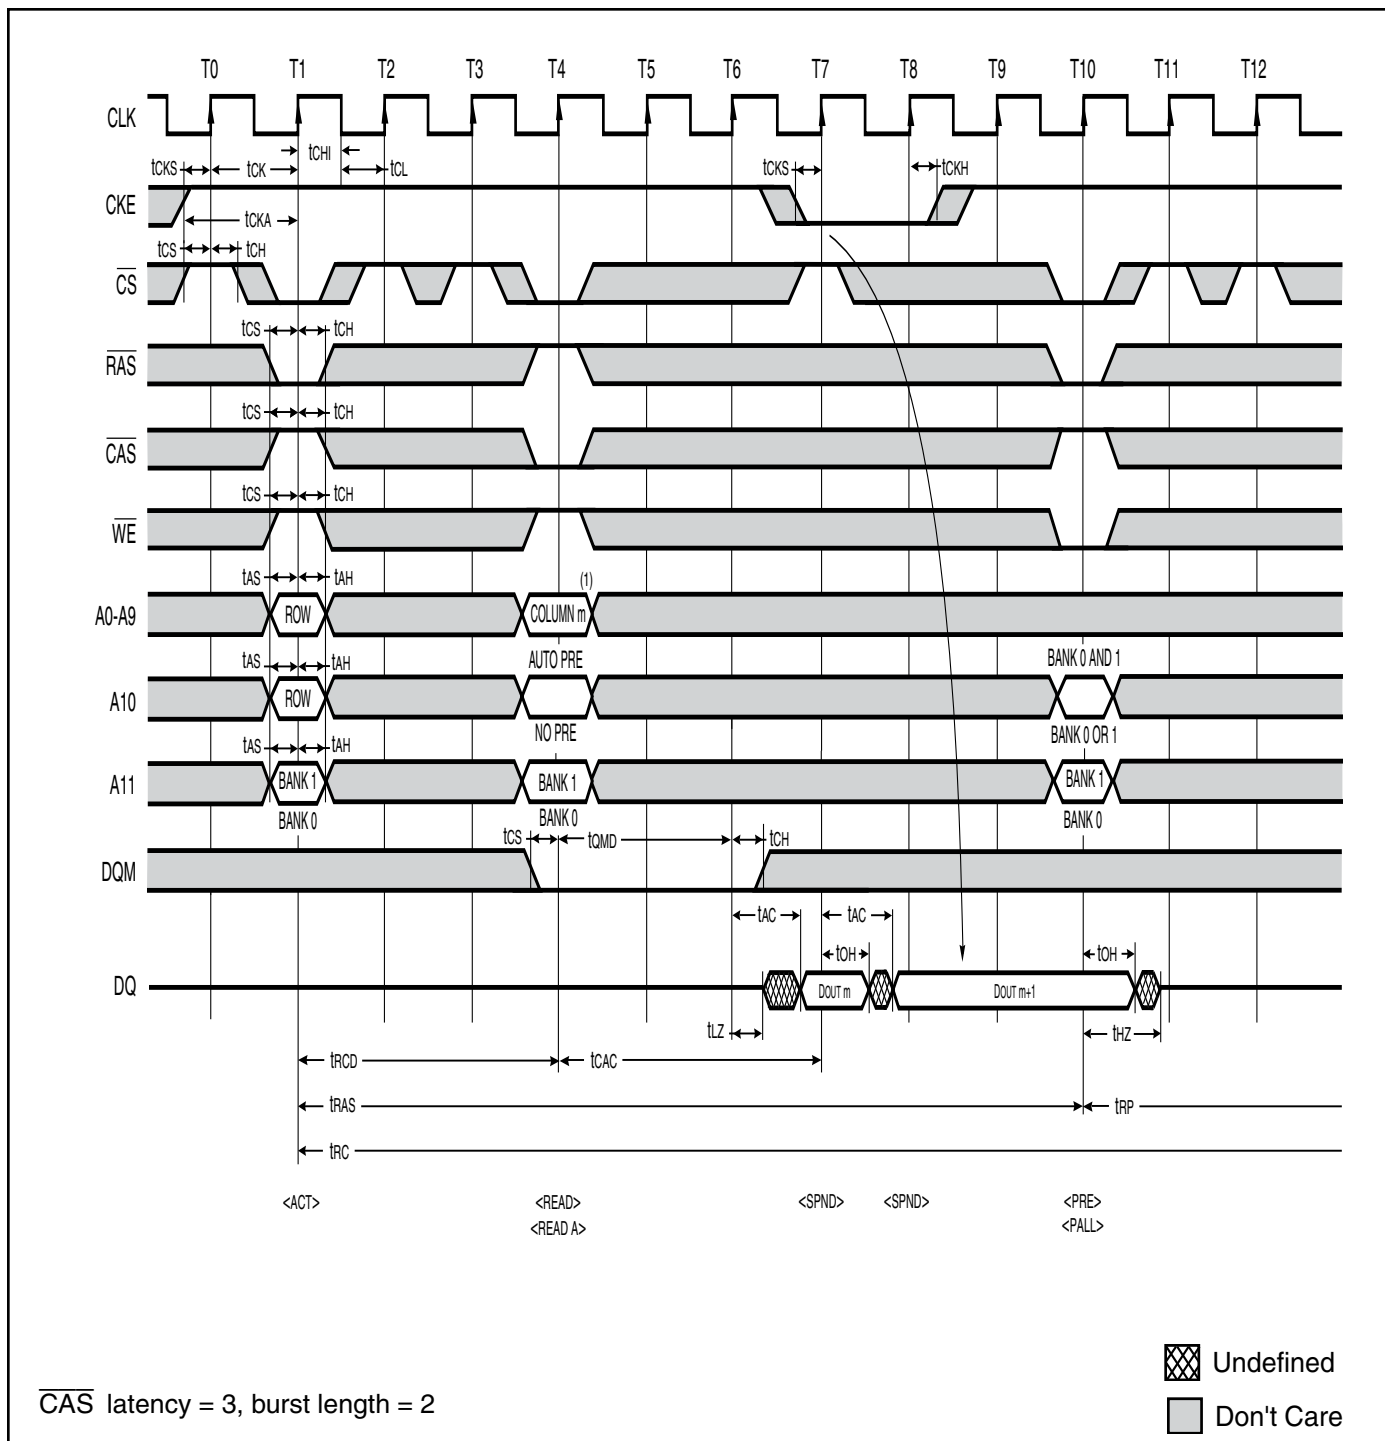 T0 T1 T2 T3 T4 T5 T6 T7 T8 T9 T10 T11 T12
CLK
tCHI
tCKS tCK tCL tCKS tCKH
CKE
tCKA
tCS tCH
CS
tCS tCH
RAS
tCS tCH
CAS
tCS tCH
WE
tAS tAH (1)
A0-A9 ROW COLUMN m
tAS tAH AUTO PRE BANK 0 AND 1
A10 ROW
NO PRE BANK 0 OR 1
tAS tAH
A11 BANK 1 BANK 1 BANK 1
BANK 0 BANK 0 BANK 0
tCS tQMD tCH
DQM
tAC tAC
tOH tOH
DQ DOUT m DOUT m+1
tLZ tHZ
tRCD tCAC
tRAS tRP
tRC
<ACT> <READ> <SPND> <SPND> <PRE>
<READ A> <PALL>
Undefined
CAS latency = 3, burst length = 2
Don't Care